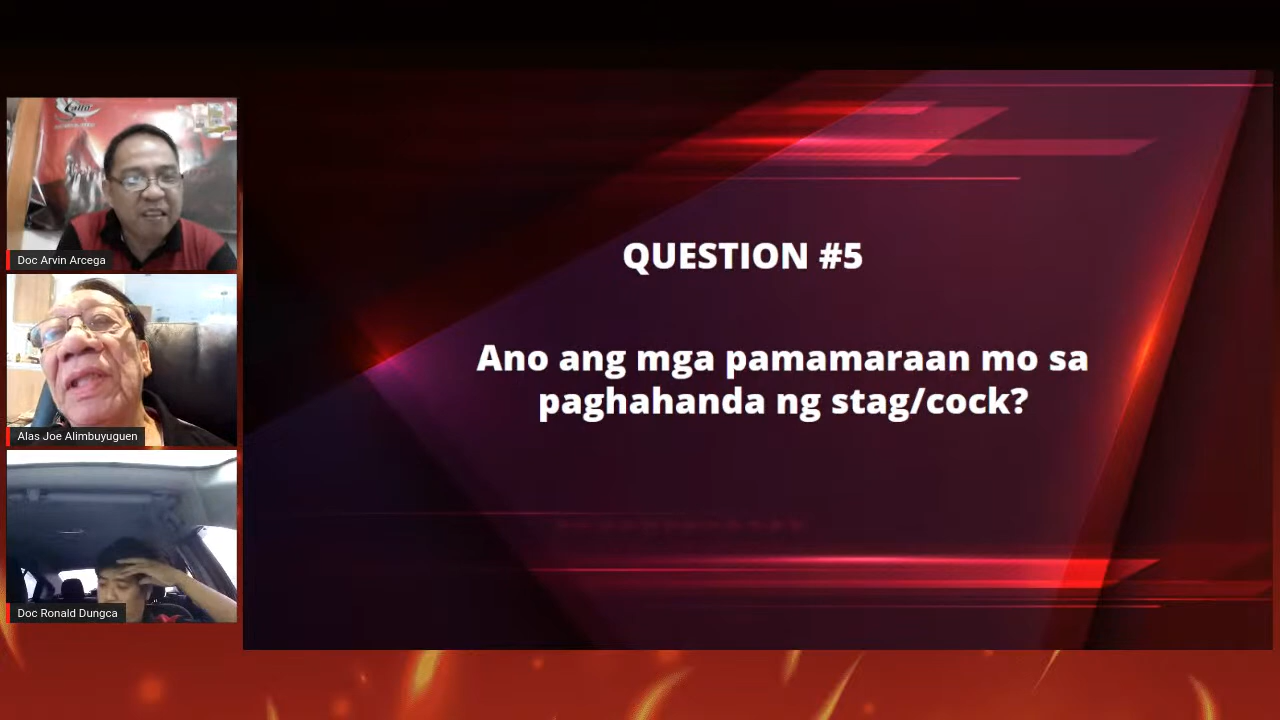 Doc Arvin Arcega
Alas Joe Alimbuyuguen
Doc Ronald Dungca
QUESTION #5
Ano ang mga pamamaraan mo sa
paghahanda ng stag/cock?